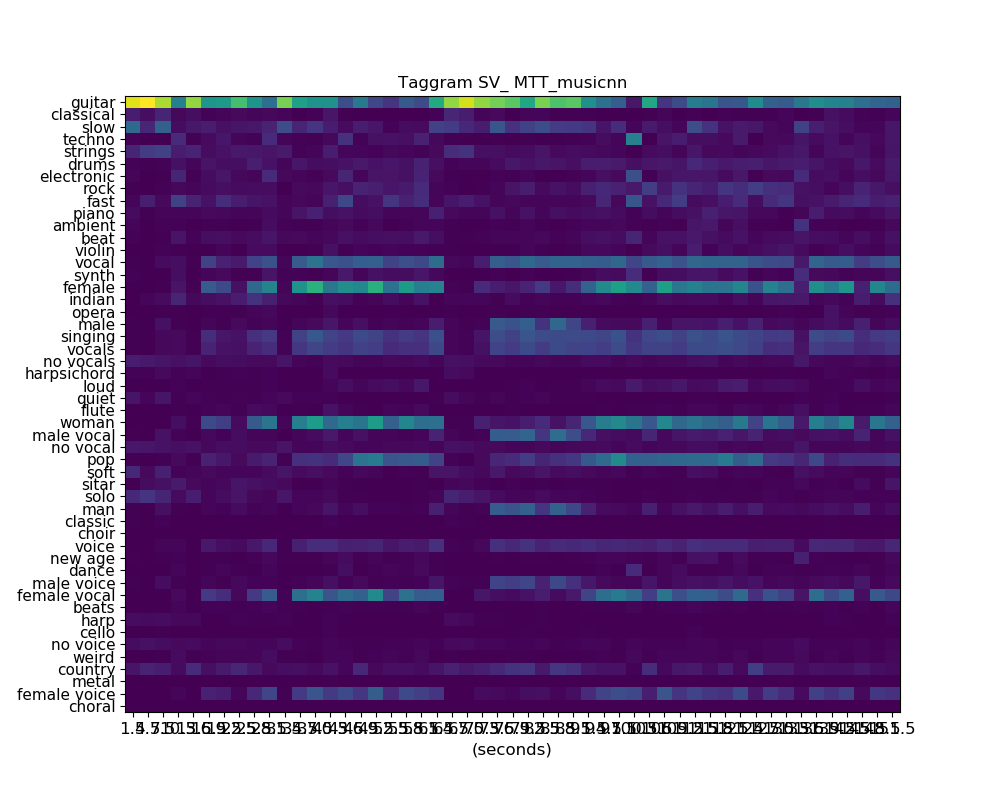 Taggram SV_ MTT_musicnn
guitar
classical
slow
techno
strings
drums
electronic
rock
fast
piano
ambient
beat
violin
vocal
synth
female
indian
opera
male
singing
vocals
no vocals
harpsichord
loud
quiet
flute
woman
male vocal
no vocal
pop
soft
sitar
solo
man
classic
choir
voice
new age
dance
male voice
female vocal
beats
harp
cello
no voice
weird
country
metal
female voice
choral
(seconds)